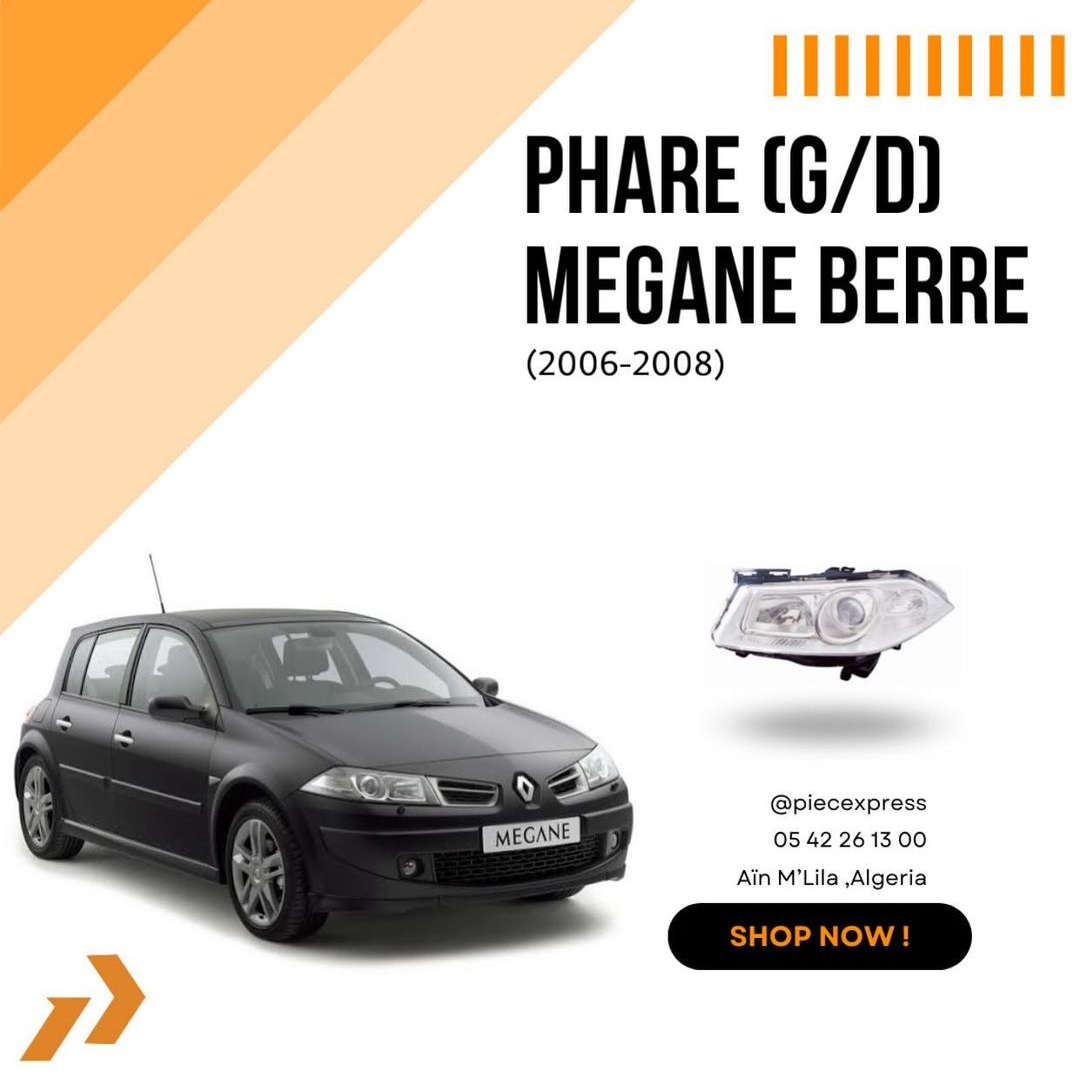 PHARE (G/D)
MEGANE BERRE
(2006-2008)
MEGANE
@piecexpress
05 42 26 13 00
Aïn M’Lila ,Algeria
SHOP NOW !